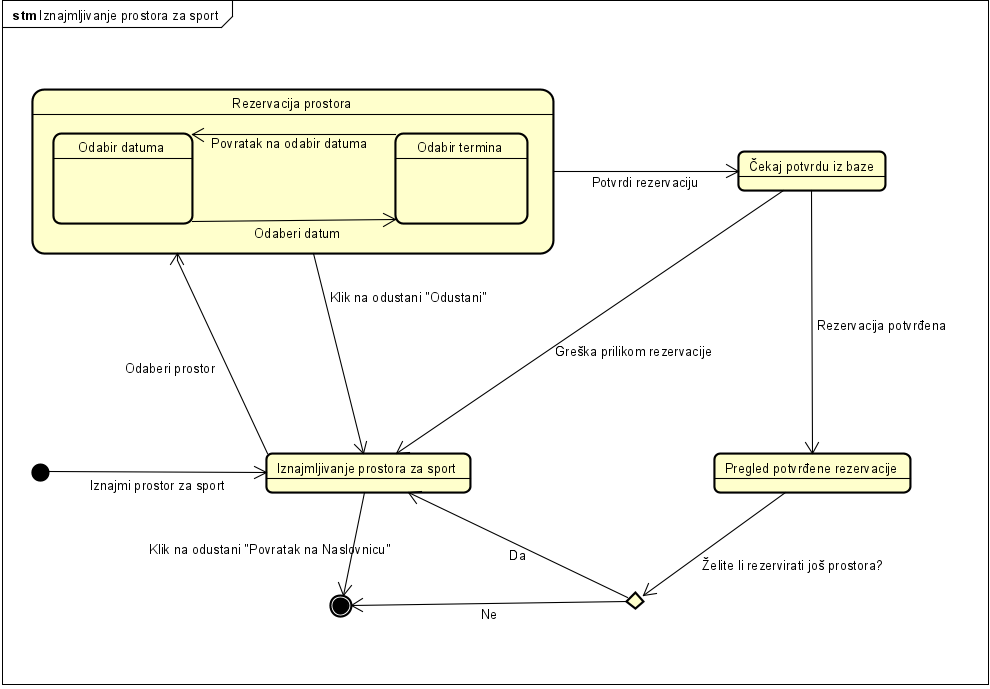 stm Iznajmljivanje prostora za sport
Rezervacija prostora
Odabir datuma
Povratak na odabir datuma
Odabir termina
Odaberi datum
Potvrdi rezervaciju
Čekaj potvrdu iz baze
Klik na odustani "Odustani"
Rezervacija potvrđena
Greška prilikom rezervacije
Odaberi prostor
Iznajmi prostor za sport
Iznajmljivanje prostora za sport
Pregled potvrđene rezervacije
Klik na odustani "Povratak na Naslovnicu"
Da
Želite li rezervirati još prostora?
Ne